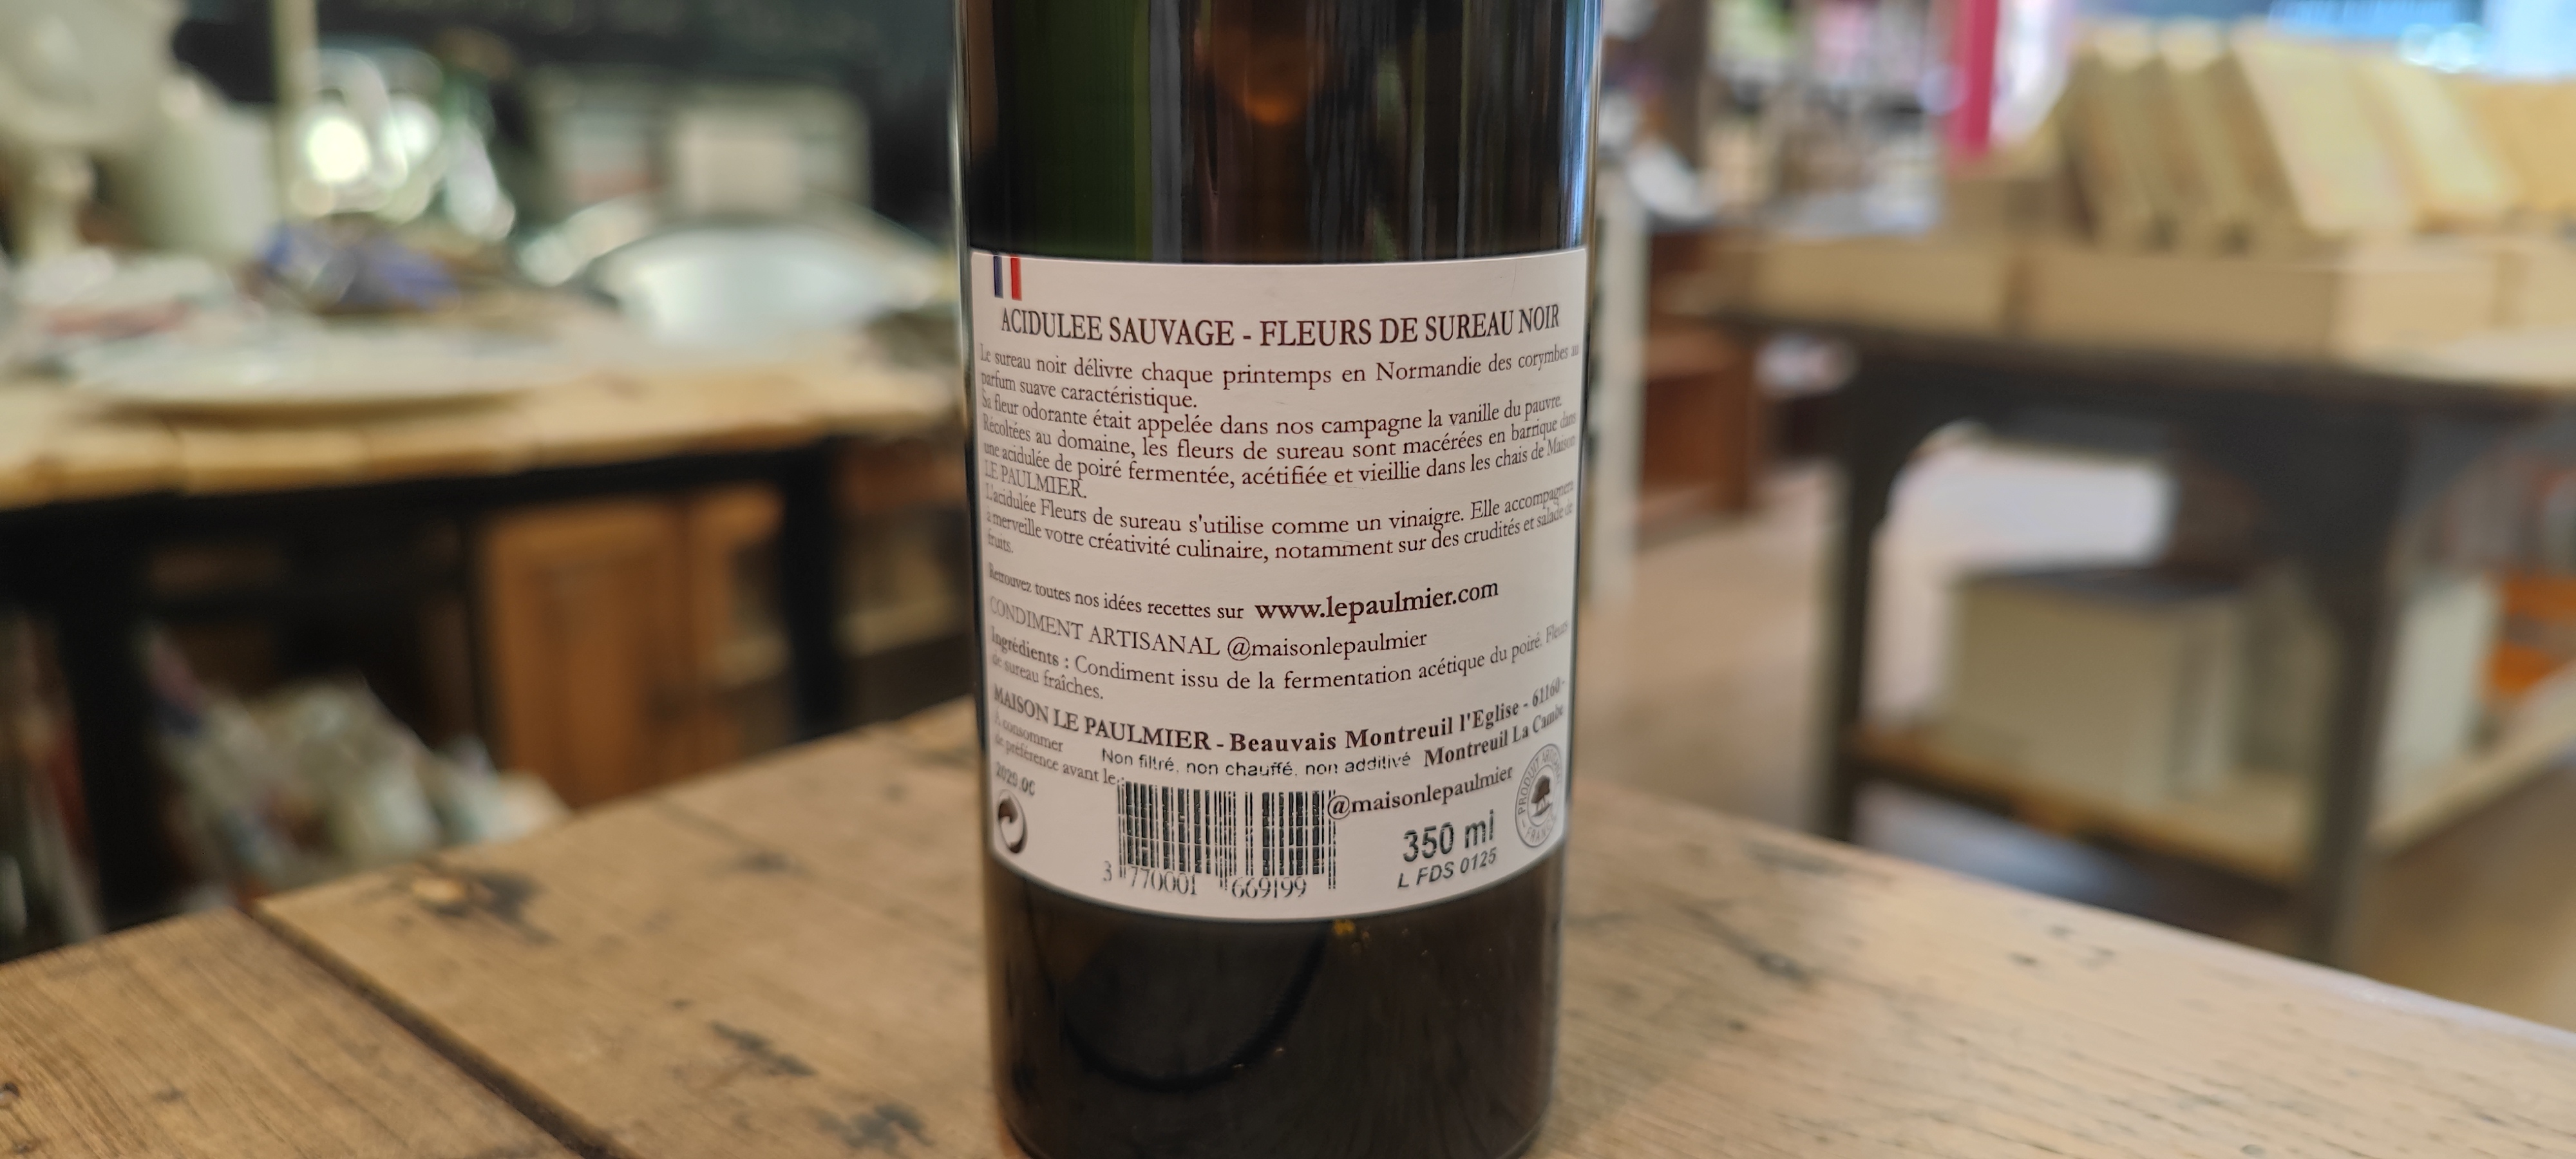 ACIDULEE SAUVAGE - FLEURS DE SUREAU NOIR
Le sureau noir délivre chaque printemps en Normandie des corymbes au
parfum suave caractéristique.
Sa fleur odorante était appelée dans nos campagne la vanille du pauvre.
Récoltées au domaine, les fleurs de sureau sont macérées en barrique dans
une acidulée de poiré fermentée, acétifiée et vieillie dans les chais de Maison
LE PAULMIER.
L'acidulée Fleurs de sureau s'utilise comme un vinaigre. Elle accompagnera
à merveille votre créativité culinaire, notamment sur des crudités et salade de
fruits.
Retrouvez toutes nos idées recettes sur www.lepaulmier.com
CONDIMENT ARTISANAL @maisonlepaulmier
Ingrédients : Condiment issu de la fermentation acétique du poiré. Fleurs
de sureau fraîches.
MAISON LE PAULMIER - Beauvais Montreuil l'Eglise - 61160 -
Montreuil La Cambe
À consommer
de préférence avant le:
Non filtré, non chauffé, non additivé
@maisonlepaulmier
350 ml
L FDS 0125
3 770001 669199
PRODUIT
FRANCE